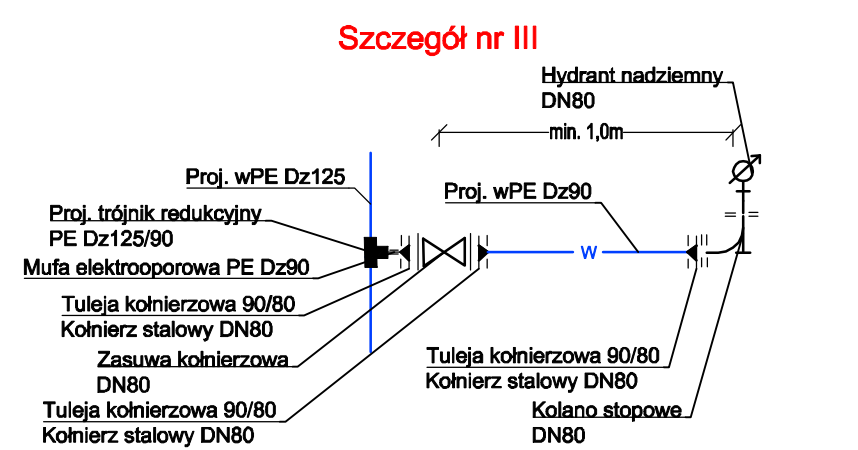 Szczegół nr III
Hydrant nadziemny
DN80
min. 1,0m
Proj. wPE Dz125
Proj. wPE Dz90
Proj. trójnik redukcyjny
PE Dz125/90
Mufa elektrooporowa PE Dz90
W
Tuleja kołnierzowa 90/80
Kołnierz stalowy DN80
Zasuwa kołnierzowa
DN80
Tuleja kołnierzowa 90/80
Kołnierz stalowy DN80
Tuleja kołnierzowa 90/80
Kołnierz stalowy DN80
Kolano stopowe
DN80